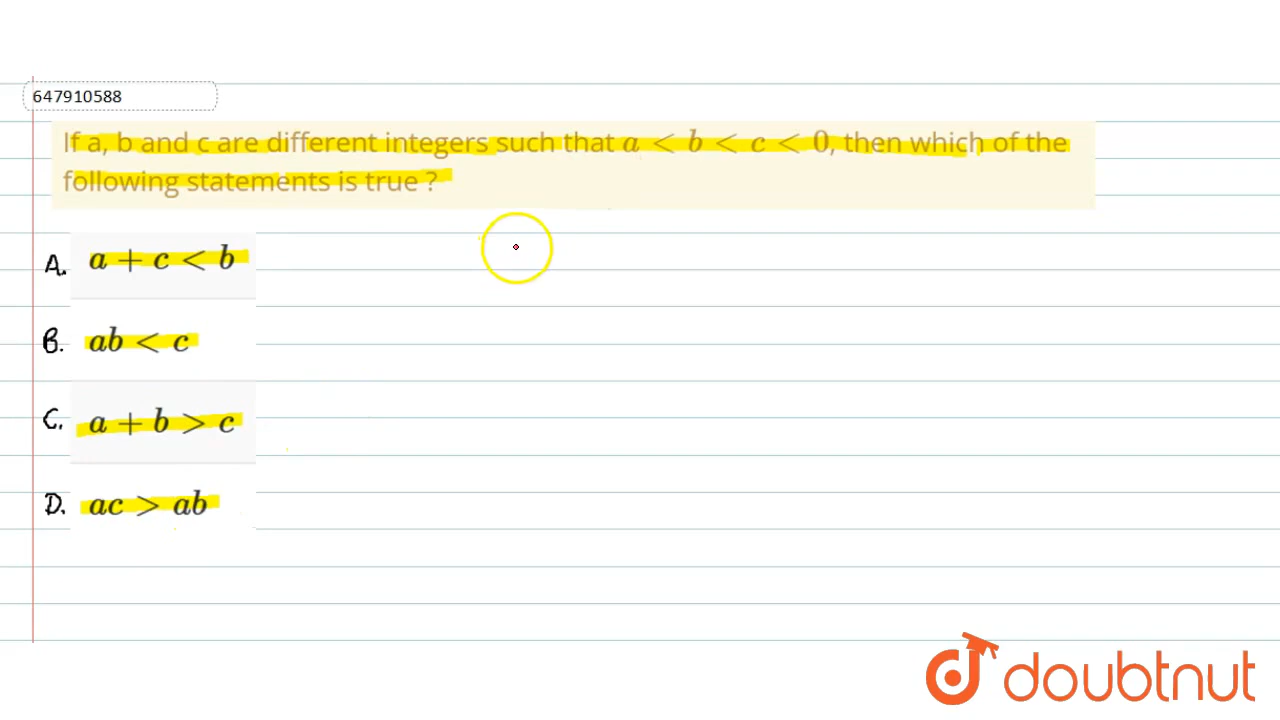 647910588
If a, b and c are different integers such that a < b < c < 0, then which of the
following statements is true ?
A. a + c < b
B. ab < c
C. a + b > c
D. ac > ab
doubtnut